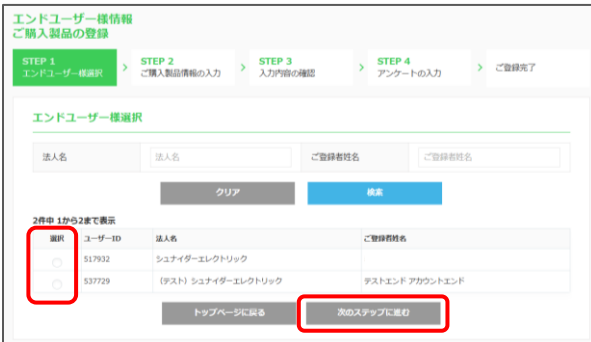 エンドユーザー様情報
ご購入製品の登録
STEP 1
エンドユーザー様選択
STEP 2
ご購入製品情報の入力
STEP 3
入力内容の確認
STEP 4
アンケートの入力
ご登録完了
エンドユーザー様選択
法人名 法人名 ご登録者姓名 ご登録者姓名
クリア 検索
2件中 1から2まで表示
選択 ユーザーID 法人名 ご登録者姓名
517932 シュナイダーエレクトリック
537729 (テスト) シュナイダーエレクトリック テストエンド アカウントエンド
トップページに戻る 次のステップに進む